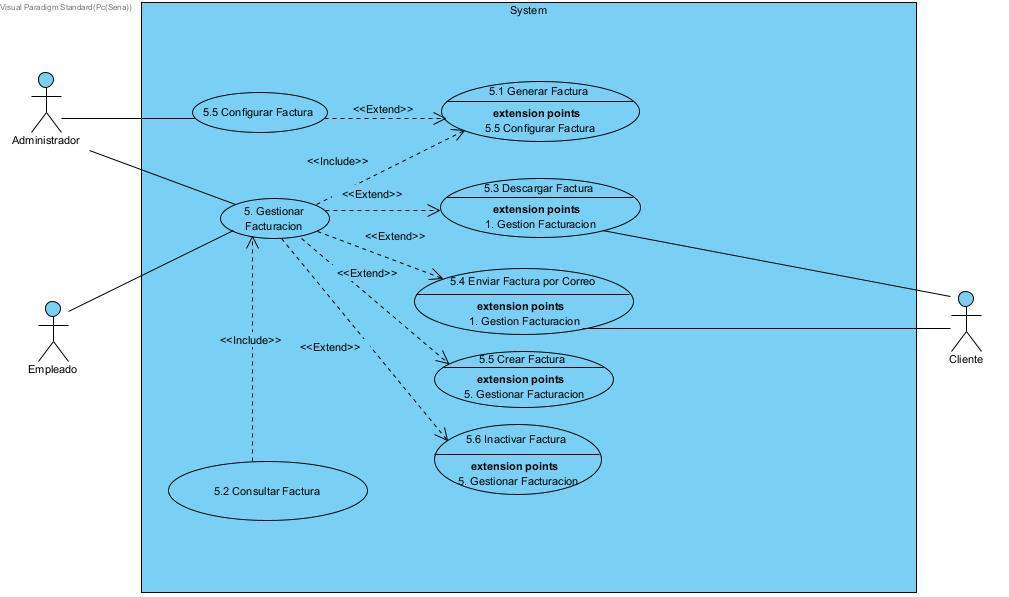 Visual Paradigm Standard(Pc(Sena))
System
Administrador
5.5 Configurar Factura
<<Extend>>
5.1 Generar Factura
extension points
5.5 Configurar Factura
<<Include>>
<<Extend>>
5.3 Descargar Factura
extension points
1. Gestion Facturacion
5. Gestionar
Facturacion
<<Extend>>
<<Extend>>
5.4 Enviar Factura por Correo
extension points
1. Gestion Facturacion
Empleado
<<Include>>
<<Extend>>
Cliente
5.5 Crear Factura
extension points
5. Gestionar Facturacion
5.6 Inactivar Factura
extension points
5. Gestionar Facturacion
5.2 Consultar Factura